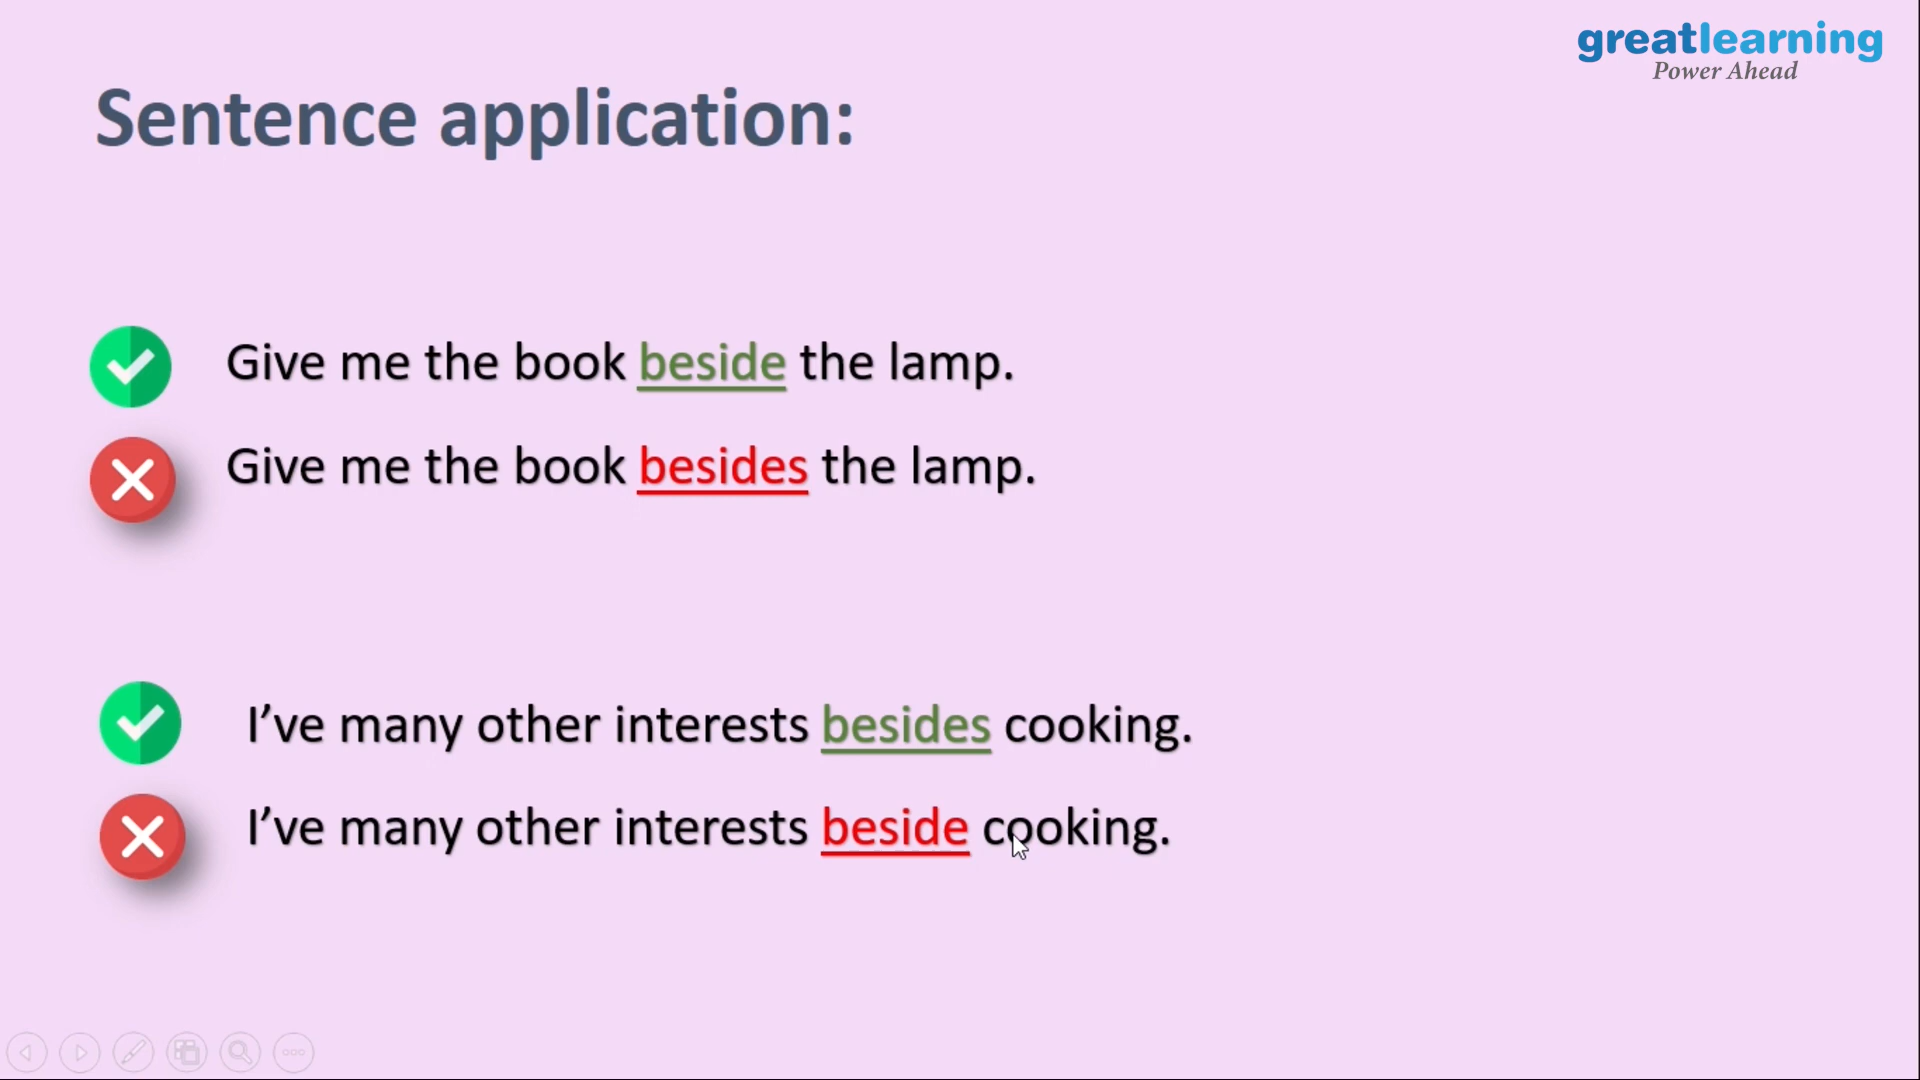 greatlearning
Power Ahead
Sentence application:
Give me the book beside the lamp.
Give me the book besides the lamp.
I’ve many other interests besides cooking.
I’ve many other interests beside cooking.